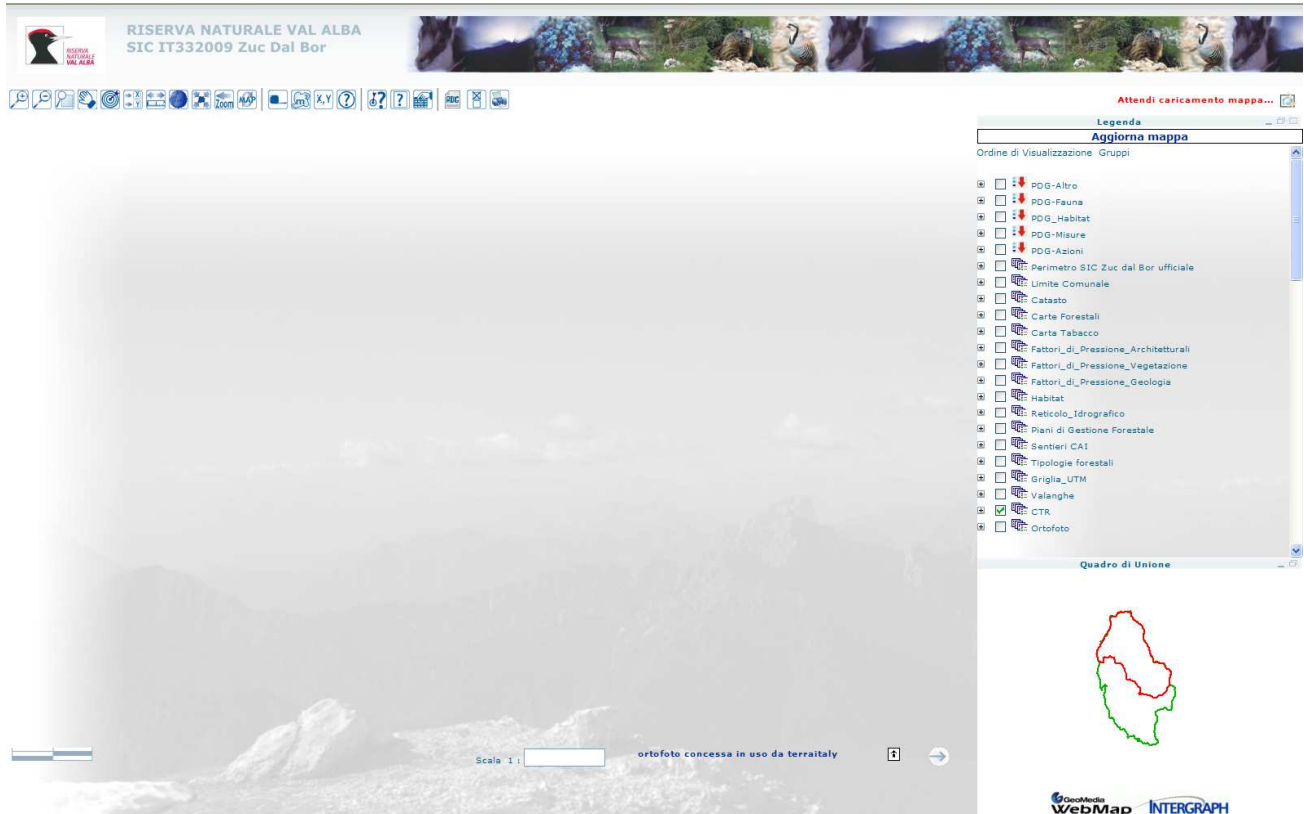 RISERVA NATURALE VAL ALBA
SIC IT332009 Zuc Dal Bor
RISERVA
NATURALE
VAL ALBA
Zoom
MAP
X,Y
Attendi caricamento mappa...
Legenda
Aggiorna mappa
Ordine di Visualizzazione Gruppi
PDG-Altro
PDG-Fauna
PDG_Habitat
PDG-Misure
PDG-Azioni
Perimetro SIC Zuc dal Bor ufficiale
Limite Comunale
Catasto
Carte Forestali
Carta Tabacco
Fattori_di_Pressione_Architetturali
Fattori_di_Pressione_Vegetazione
Fattori_di_Pressione_Geologia
Habitat
Reticolo_Idrografico
Piani di Gestione Forestale
Sentieri CAI
Tipologie forestali
Griglia_UTM
Valanghe
CTR
Ortofoto
Quadro di Unione
Scala 1 :
ortofoto concessa in uso da terraitaly
GeoMedia
WebMap
INTERGRAPH